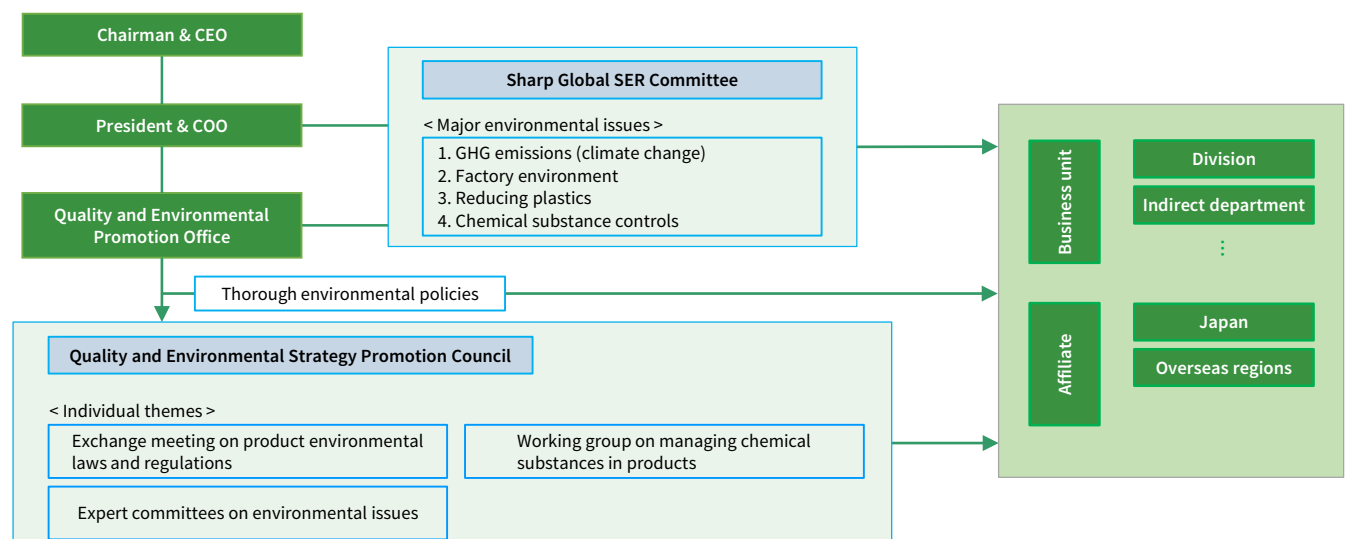 Chairman & CEO
President & COO
Quality and Environmental
Promotion Office
Sharp Global SER Committee
< Major environmental issues >
1. GHG emissions (climate change)
2. Factory environment
3. Reducing plastics
4. Chemical substance controls
Thorough environmental policies
Quality and Environmental Strategy Promotion Council
< Individual themes >
Exchange meeting on product environmental
laws and regulations
Working group on managing chemical
substances in products
Expert committees on environmental issues
Business unit
Division
Indirect department
⋮
Affiliate
Japan
Overseas regions